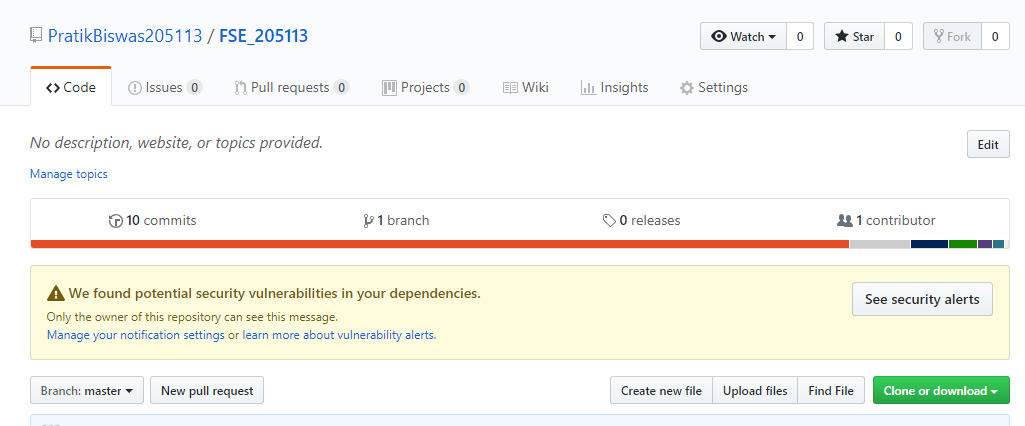 PratikBiswas205113 / FSE_205113
Watch 0 Star 0 Fork 0
Code Issues 0 Pull requests 0 Projects 0 Wiki Insights Settings
No description, website, or topics provided.
Edit
Manage topics
10 commits 1 branch 0 releases 1 contributor
We found potential security vulnerabilities in your dependencies.
See security alerts
Only the owner of this repository can see this message.
Manage your notification settings or learn more about vulnerability alerts.
Branch: master New pull request Create new file Upload files Find File Clone or download